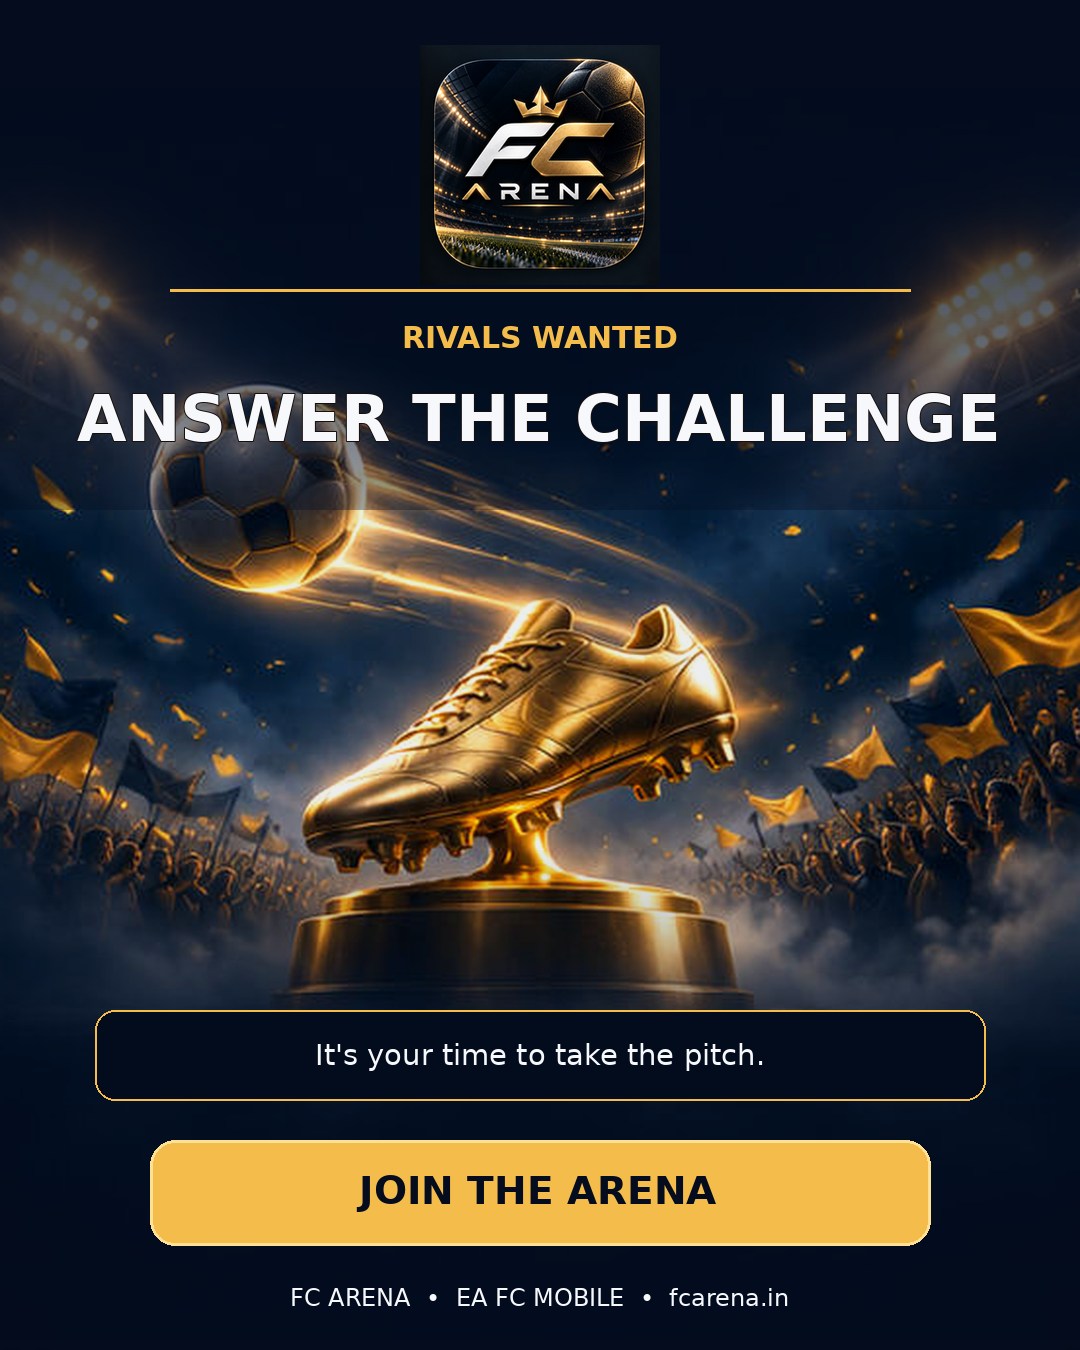 FC
ARENA
RIVALS WANTED
ANSWER THE CHALLENGE
It's your time to take the pitch.
JOIN THE ARENA
FC ARENA • EA FC MOBILE • fcarena.in